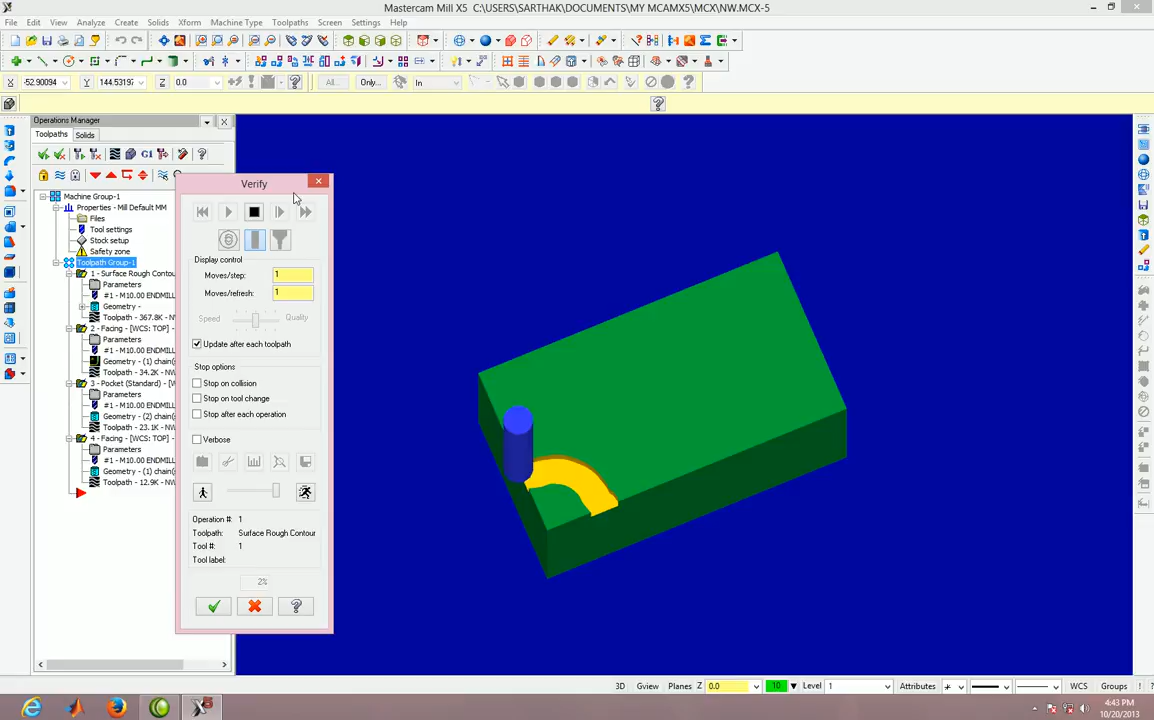 Mastercam Mill X5 C:\USERS\SARTHAK\DOCUMENTS\MY MCAMX5\MCX\NW.MCX-5
File Edit View Analyze Create Solids Xform Machine Type Toolpaths Screen Settings Help
X -52.90094 Y 144.53197 Z 0.0 All... Only... In
Operations Manager
Toolpaths Solids
G1
Machine Group-1
Properties - Mill Default MM
Files
Tool settings
Stock setup
Safety zone
Toolpath Group-1
1 - Surface Rough Contou
Parameters
#1 - M10.00 ENDMILL
Geometry -
Toolpath - 367.8K - NW
2 - Facing - [WCS: TOP] -
Parameters
#1 - M10.00 ENDMILL
Geometry - (1) chain(s
Toolpath - 34.2K - NW
3 - Pocket (Standard) - [W
Parameters
#1 - M10.00 ENDMILL
Geometry - (2) chain(s
Toolpath - 23.1K - NW
4 - Facing - [WCS: TOP] -
Parameters
#1 - M10.00 ENDMILL
Geometry - (1) chain(s
Toolpath - 12.9K - NW
Verify
Display control
Moves/step: 1
Moves/refresh: 1
Speed Quality
Update after each toolpath
Stop options
Stop on collision
Stop on tool change
Stop after each operation
Verbose
Operation # : 1
Toolpath: Surface Rough Contour
Tool #: 1
Tool label:
2%
3D Gview Planes Z 0.0 10 Level 1 Attributes WCS Groups ! ?
4:43 PM
10/20/2013